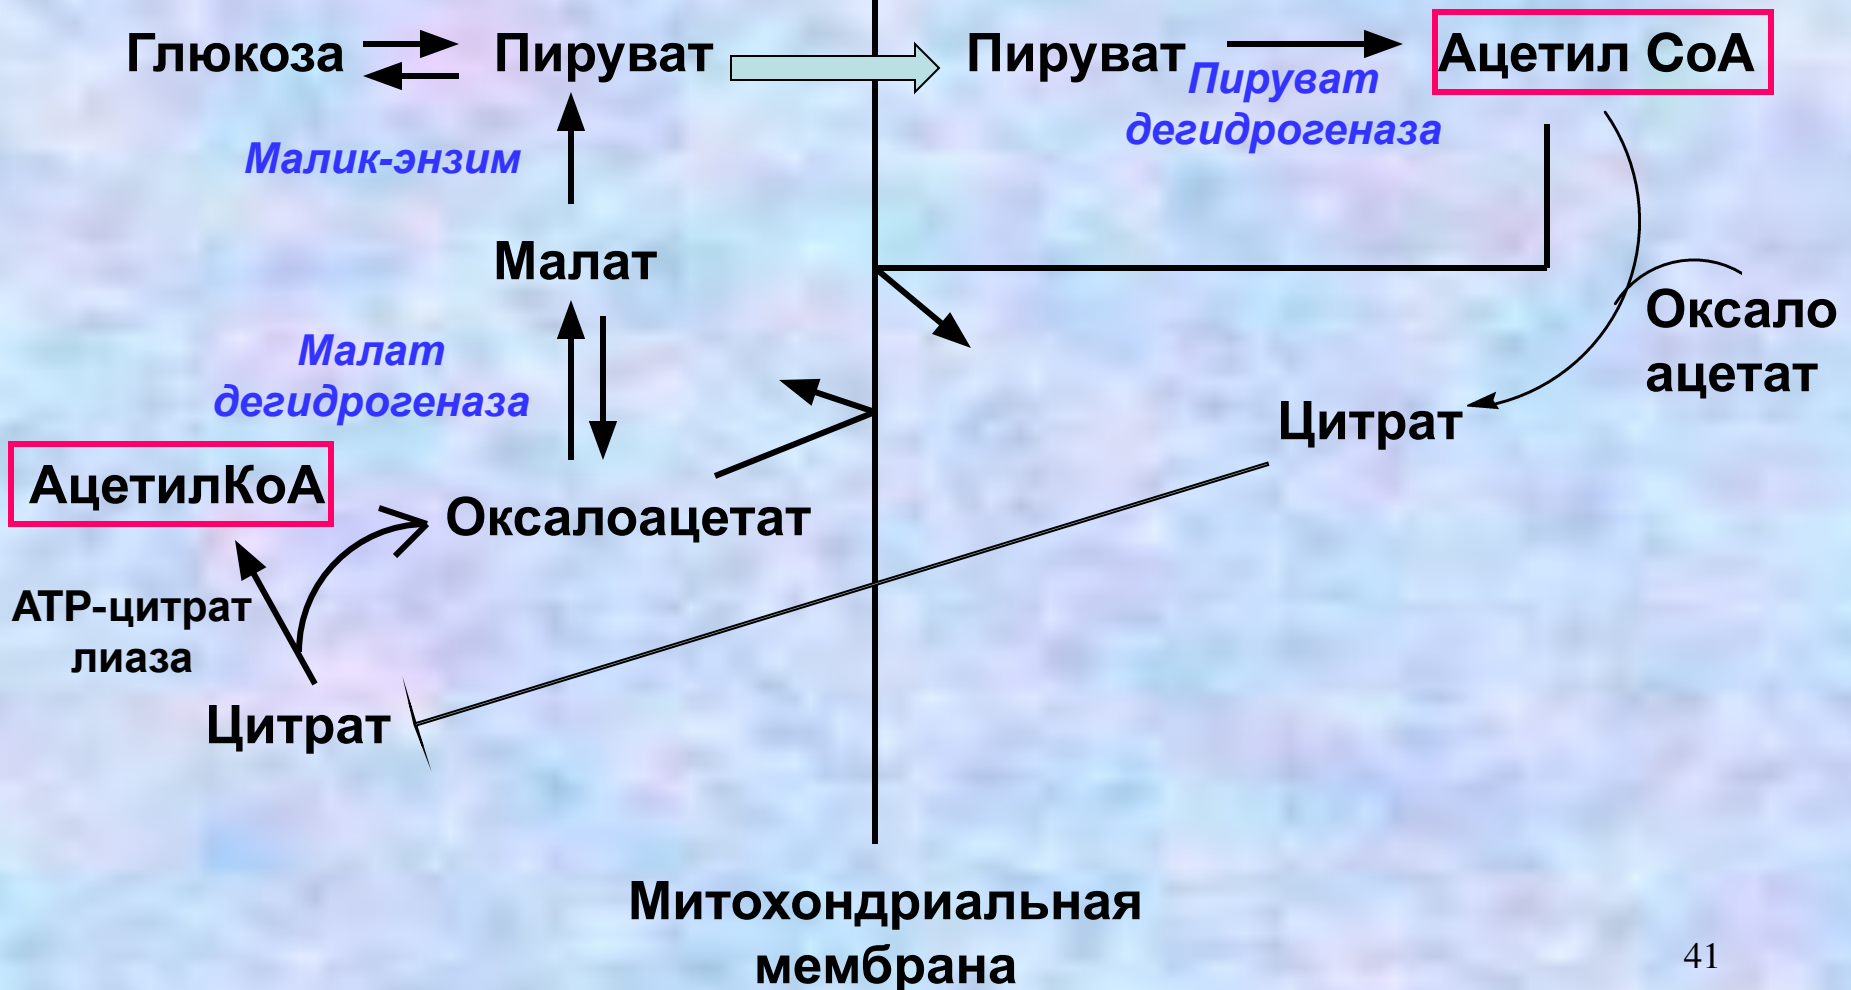 Глюкоза
Пируват
Пируват
Ацетил СоА
Пируват
дегидрогеназа
Малик-энзим
Малат
Оксало
ацетат
Малат
дегидрогеназа
Цитрат
АцетилКоА
Оксалоацетат
АТР-цитрат
лиаза
Цитрат
Митохондриальная
мембрана
41